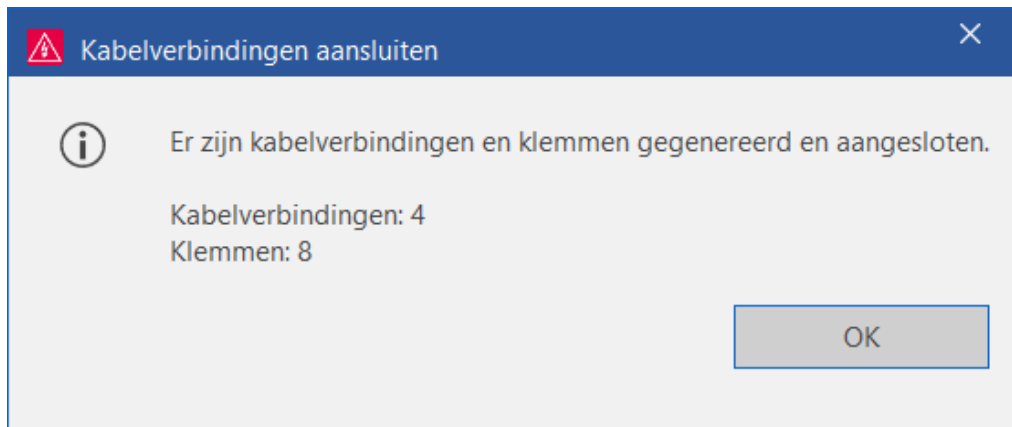 Kabelverbindingen aansluiten
Er zijn kabelverbindingen en klemmen gegenereerd en aangesloten.
Kabelverbindingen: 4
Klemmen: 8
OK